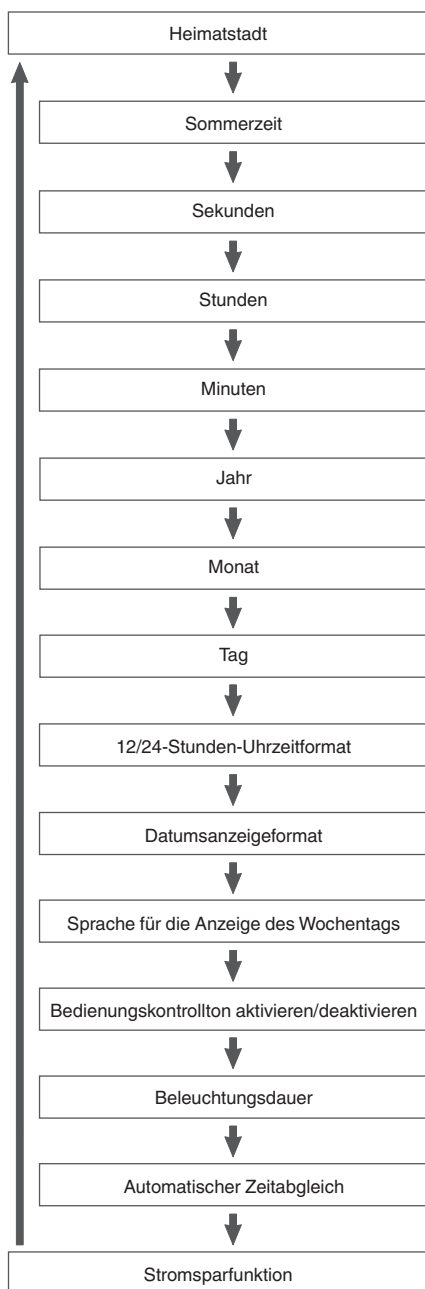 Heimatstadt
Sommerzeit
Sekunden
Stunden
Minuten
Jahr
Monat
Tag
12/24-Stunden-Uhrzeitformat
Datumsanzeigeformat
Sprache für die Anzeige des Wochentags
Bedienungskontrollton aktivieren/deaktivieren
Beleuchtungsdauer
Automatischer Zeitabgleich
Stromsparfunktion